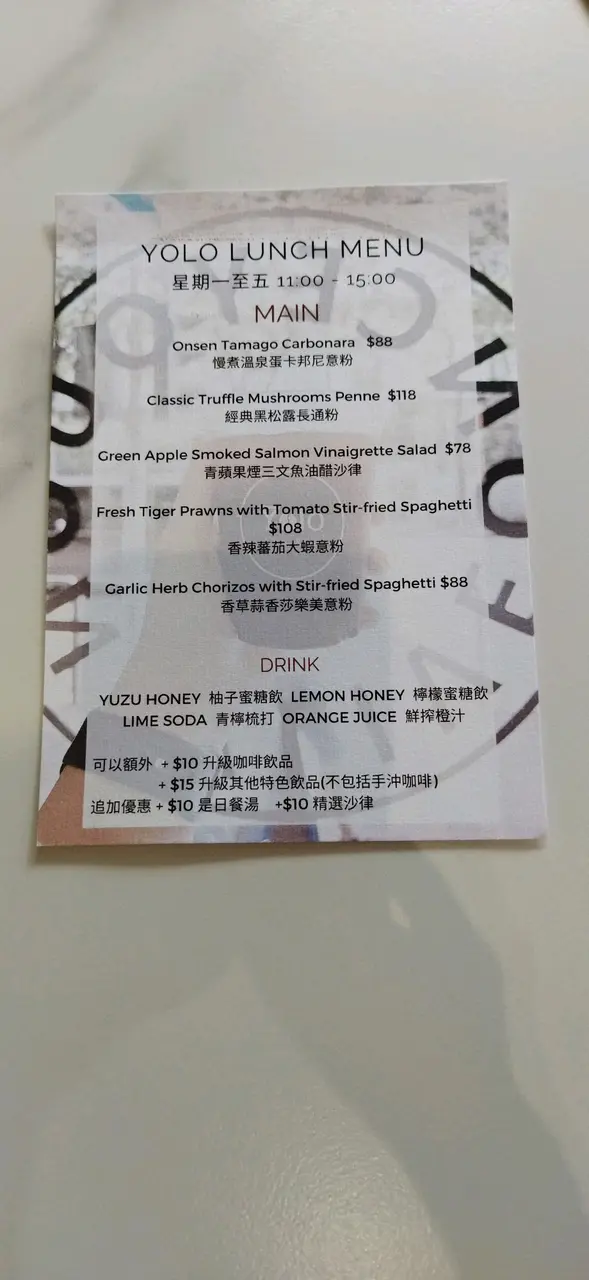 YOLO LUNCH MENU
星期一至五 11:00 - 15:00
MAIN
Onsen Tamago Carbonara $88
慢煮溫泉蛋卡邦尼意粉
Classic Truffle Mushrooms Penne $118
經典黑松露長通粉
Green Apple Smoked Salmon Vinaigrette Salad $78
青蘋果煙三文魚油醋沙律
Fresh Tiger Prawns with Tomato Stir-fried Spaghetti
$108
香辣蕃茄大蝦意粉
Garlic Herb Chorizos with Stir-fried Spaghetti $88
香草蒜香莎樂美意粉
DRINK
YUZU HONEY 柚子蜜糖飲 LEMON HONEY 檸檬蜜糖飲
LIME SODA 青檸梳打 ORANGE JUICE 鮮搾橙汁
可以額外 + $10 升級咖啡飲品
+ $15 升級其他特色飲品(不包括手沖咖啡)
追加優惠 + $10 是日餐湯 +$10 精選沙律